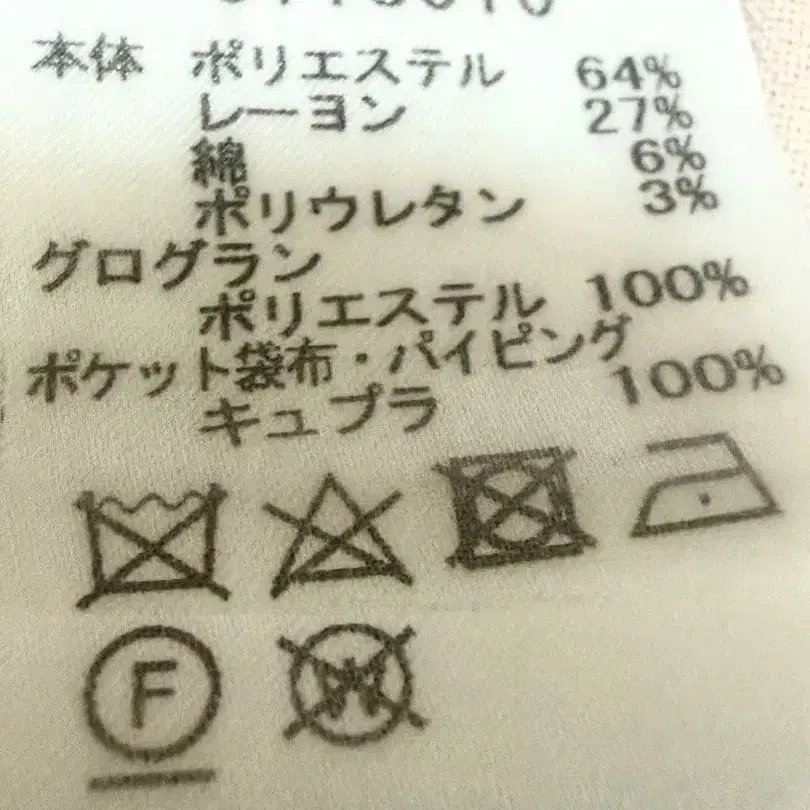 本体 ポリエステル 64%
レーヨン 27%
綿 6%
ポリウレタン 3%
グログラン
ポリエステル 100%
ポケット袋布・パイピング
キュプラ 100%
F
W